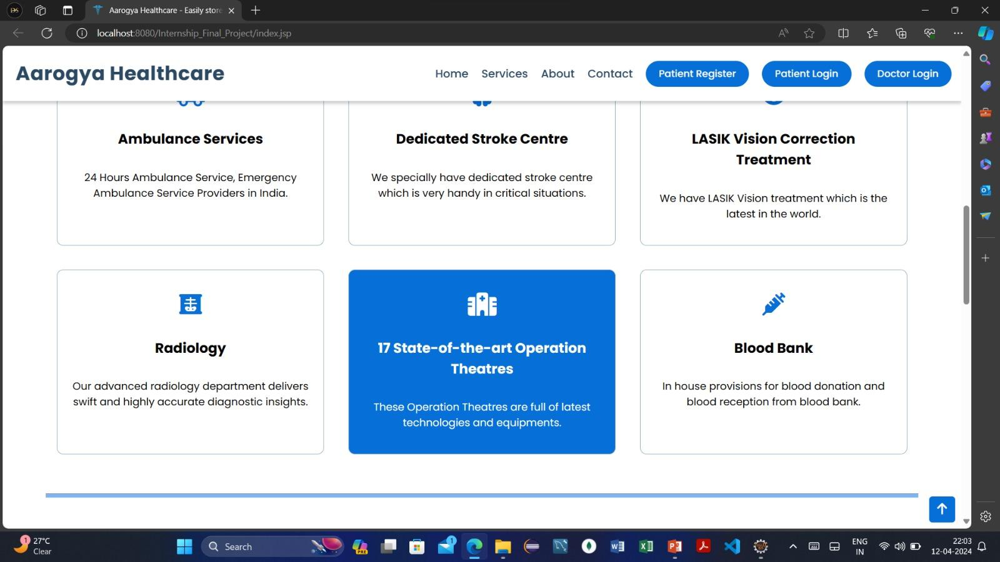 DS
Aarogya Healthcare - Easily store
localhost:8080/Internship_Final_Project/index.jsp
Aarogya Healthcare
Home
Services
About
Contact
Patient Register
Patient Login
Doctor Login
Ambulance Services
24 Hours Ambulance Service, Emergency
Ambulance Service Providers in India.
Dedicated Stroke Centre
We specially have dedicated stroke centre
which is very handy in critical situations.
LASIK Vision Correction
Treatment
We have LASIK Vision treatment which is the
latest in the world.
Radiology
Our advanced radiology department delivers
swift and highly accurate diagnostic insights.
17 State-of-the-art Operation
Theatres
These Operation Theatres are full of latest
technologies and equipments.
Blood Bank
In house provisions for blood donation and
blood reception from blood bank.
1
27°C
Clear
Search
PRE
1
ENG
IN
22:03
12-04-2024